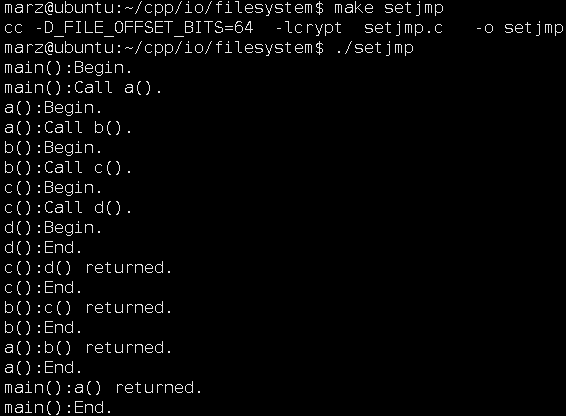 marz@ubuntu:~/cpp/io/filesystem$ make setjmp
cc -D_FILE_OFFSET_BITS=64  -lcrypt  setjmp.c   -o setjmp
marz@ubuntu:~/cpp/io/filesystem$ ./setjmp
main():Begin.
main():Call a().
a():Begin.
a():Call b().
b():Begin.
b():Call c().
c():Begin.
c():Call d().
d():Begin.
d():End.
c():d() returned.
c():End.
b():c() returned.
b():End.
a():b() returned.
a():End.
main():a() returned.
main():End.